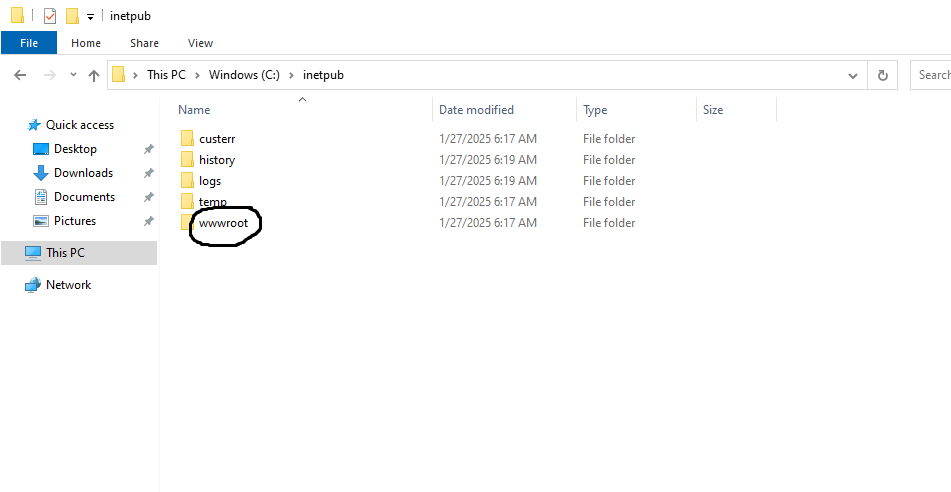 inetpub
File Home Share View
This PC Windows (C:) inetpub Search
Name Date modified Type Size
Quick access
Desktop
Downloads
Documents
Pictures
This PC
Network
custerr 1/27/2025 6:17 AM File folder
history 1/27/2025 6:19 AM File folder
logs 1/27/2025 6:19 AM File folder
temp 1/27/2025 6:17 AM File folder
wwwroot 1/27/2025 6:17 AM File folder